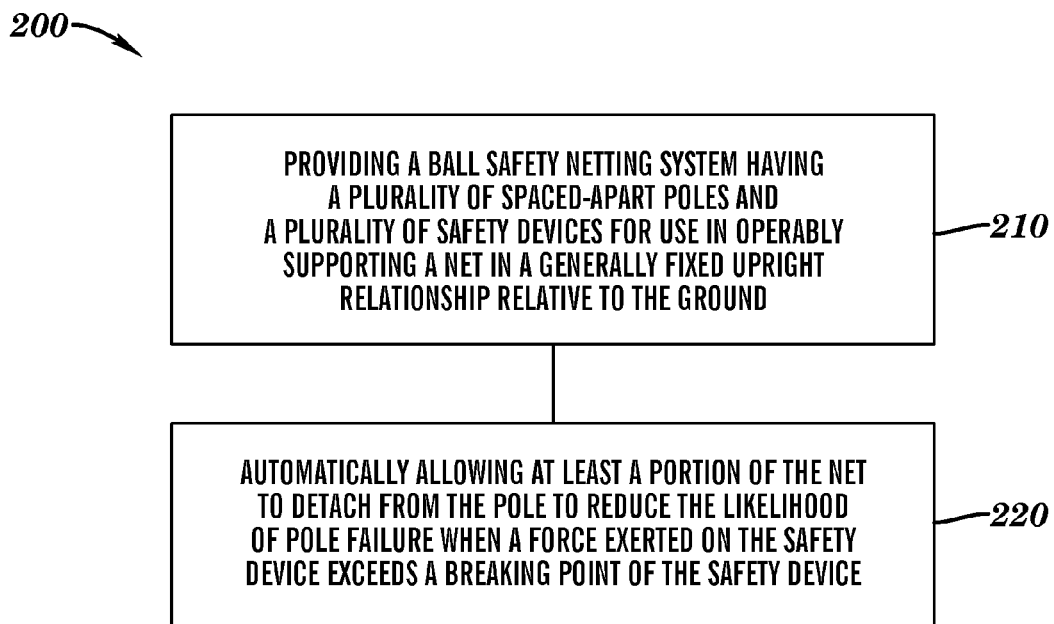 200
PROVIDING A BALL SAFETY NETTING SYSTEM HAVING
A PLURALITY OF SPACED-APART POLES AND
A PLURALITY OF SAFETY DEVICES FOR USE IN OPERABLY
SUPPORTING A NET IN A GENERALLY FIXED UPRIGHT
RELATIONSHIP RELATIVE TO THE GROUND
210
AUTOMATICALLY ALLOWING AT LEAST A PORTION OF THE NET
TO DETACH FROM THE POLE TO REDUCE THE LIKELIHOOD
OF POLE FAILURE WHEN A FORCE EXERTED ON THE SAFETY
DEVICE EXCEEDS A BREAKING POINT OF THE SAFETY DEVICE
220